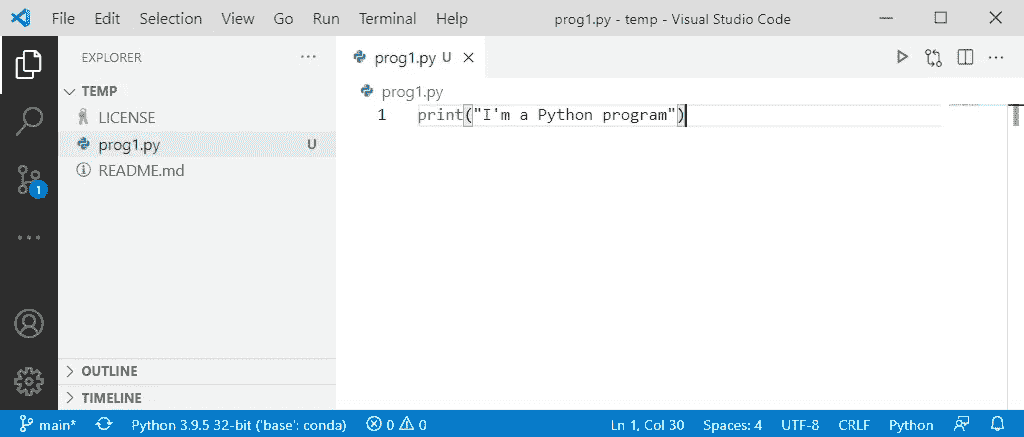 File Edit Selection View Go Run Terminal Help prog1.py - temp - Visual Studio Code
EXPLORER ··· prog1.py U
TEMP prog1.py
LICENSE 1 print("I'm a Python program")
prog1.py U
README.md
1
OUTLINE
TIMELINE
main* Python 3.9.5 32-bit ('base': conda) 0 0 Ln 1, Col 30 Spaces: 4 UTF-8 CRLF Python